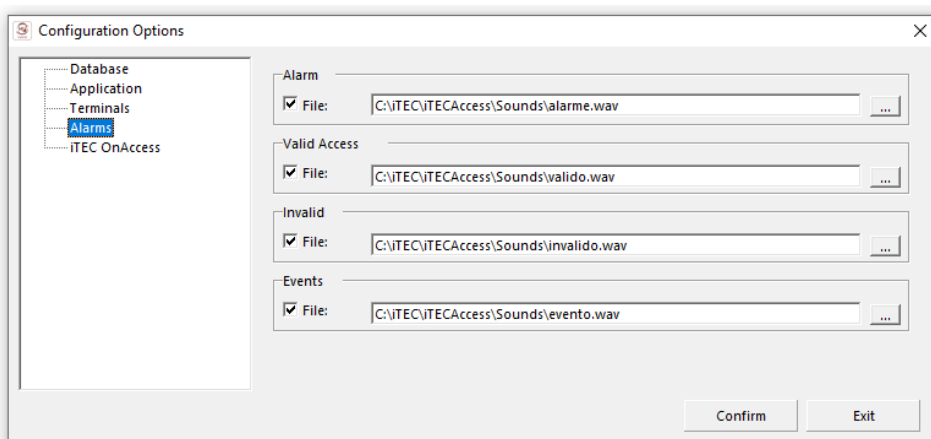 Configuration Options
Database
Application
Terminals
Alarms
iTEC OnAccess
Alarm
File: C:\iTEC\iTECAccess\Sounds\alarme.wav ...
Valid Access
File: C:\iTEC\iTECAccess\Sounds\valido.wav ...
Invalid
File: C:\iTEC\iTECAccess\Sounds\invalido.wav ...
Events
File: C:\iTEC\iTECAccess\Sounds\evento.wav ...
Confirm Exit